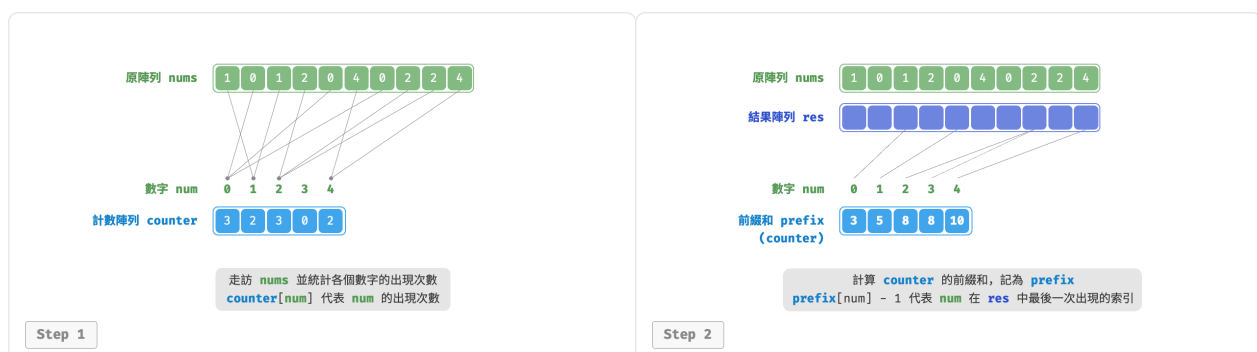 原陣列 nums 1 0 1 2 0 4 0 2 2 4
數字 num 0 1 2 3 4
計數陣列 counter 3 2 3 0 2
走訪 nums 並統計各個數字的出現次數
counter[num] 代表 num 的出現次數
Step 1
原陣列 nums 1 0 1 2 0 4 0 2 2 4
結果陣列 res
數字 num 0 1 2 3 4
前綴和 prefix 3 5 8 8 10
(counter)
計算 counter 的前綴和，記為 prefix
prefix[num] - 1 代表 num 在 res 中最後一次出現的索引
Step 2